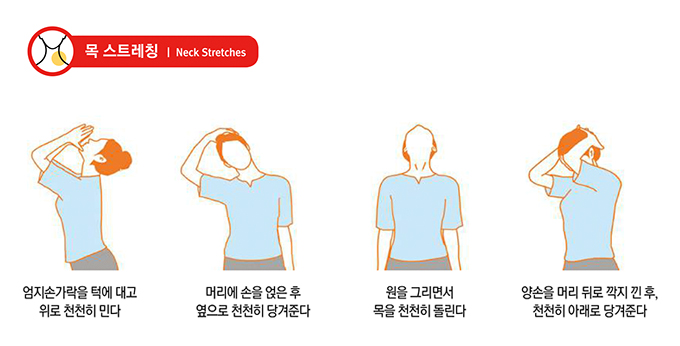 목 스트레칭 | Neck Stretches
엄지손가락을 턱에 대고
위로 천천히 민다
머리에 손을 얹은 후
옆으로 천천히 당겨준다
원을 그리면서
목을 천천히 돌린다
양손을 머리 뒤로 깍지 낀 후,
천천히 아래로 당겨준다